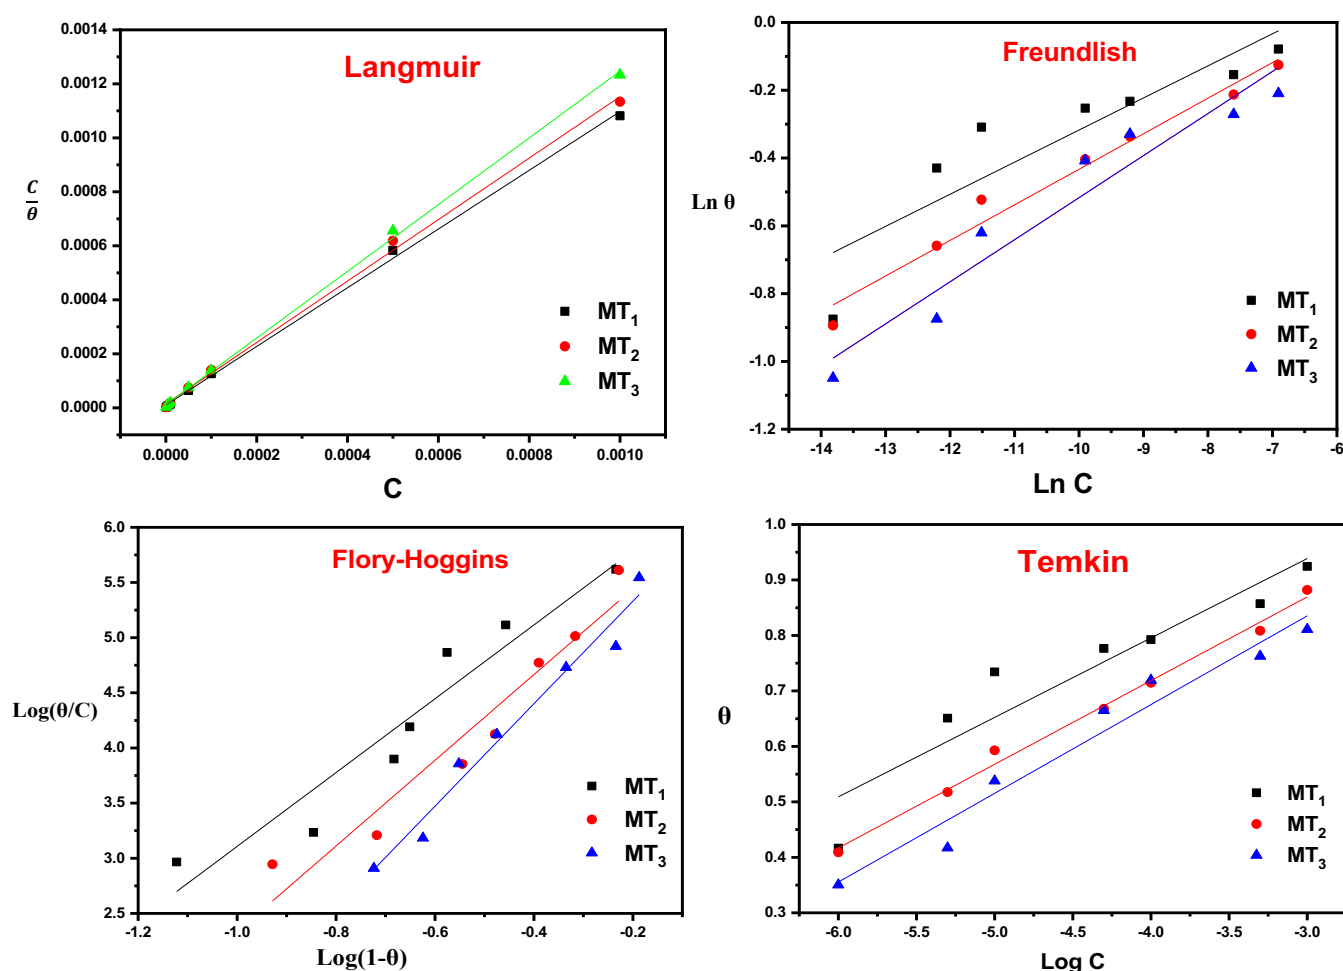 Langmuir
0.0014
0.0012
0.0010
0.0008
0.0006
0.0004
0.0002
0.0000
C
θ
MT1
MT2
MT3
0.0000 0.0002 0.0004 0.0006 0.0008 0.0010
C
Freundlish
0.0
-0.2
-0.4
-0.6
-0.8
-1.0
-1.2
Ln θ
MT1
MT2
MT3
-14 -13 -12 -11 -10 -9 -8 -7 -6
Ln C
Flory-Hoggins
6.0
5.5
5.0
4.5
4.0
3.5
3.0
2.5
Log(θ/C)
MT1
MT2
MT3
-1.2 -1.0 -0.8 -0.6 -0.4 -0.2
Log(1-θ)
Temkin
1.0
0.9
0.8
0.7
0.6
0.5
0.4
0.3
θ
MT1
MT2
MT3
-6.0 -5.5 -5.0 -4.5 -4.0 -3.5 -3.0
Log C